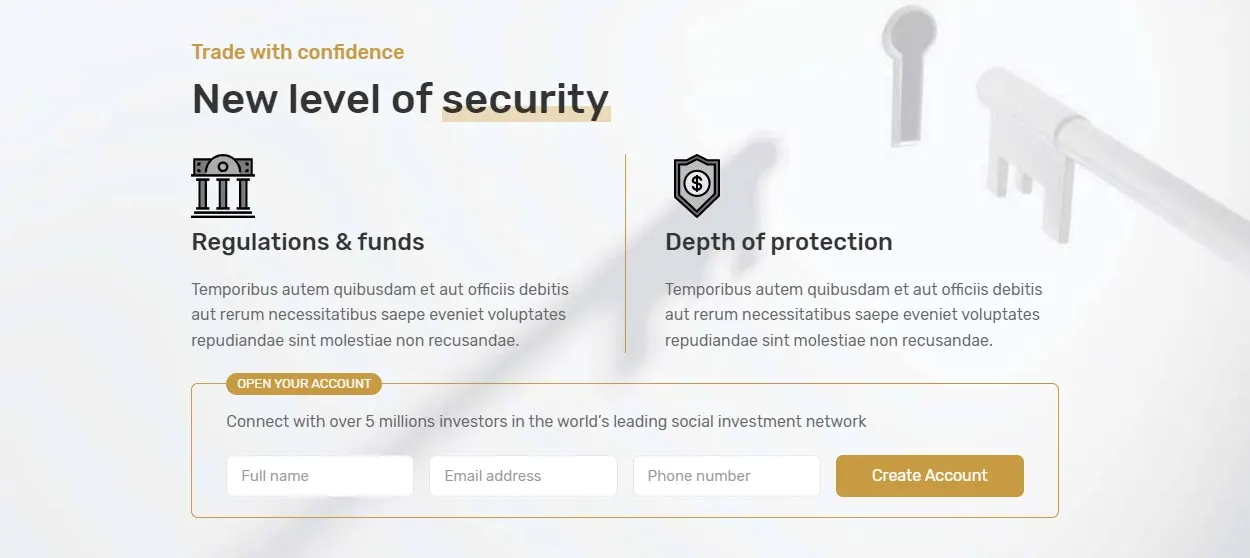 Trade with confidence
New level of security
Regulations & funds
Temporibus autem quibusdam et aut officiis debitis
aut rerum necessitatibus saepe eveniet voluptates
repudiandae sint molestiae non recusandae.
$
Depth of protection
Temporibus autem quibusdam et aut officiis debitis
aut rerum necessitatibus saepe eveniet voluptates
repudiandae sint molestiae non recusandae.
OPEN YOUR ACCOUNT
Connect with over 5 millions investors in the world’s leading social investment network
Full name
Email address
Phone number
Create Account